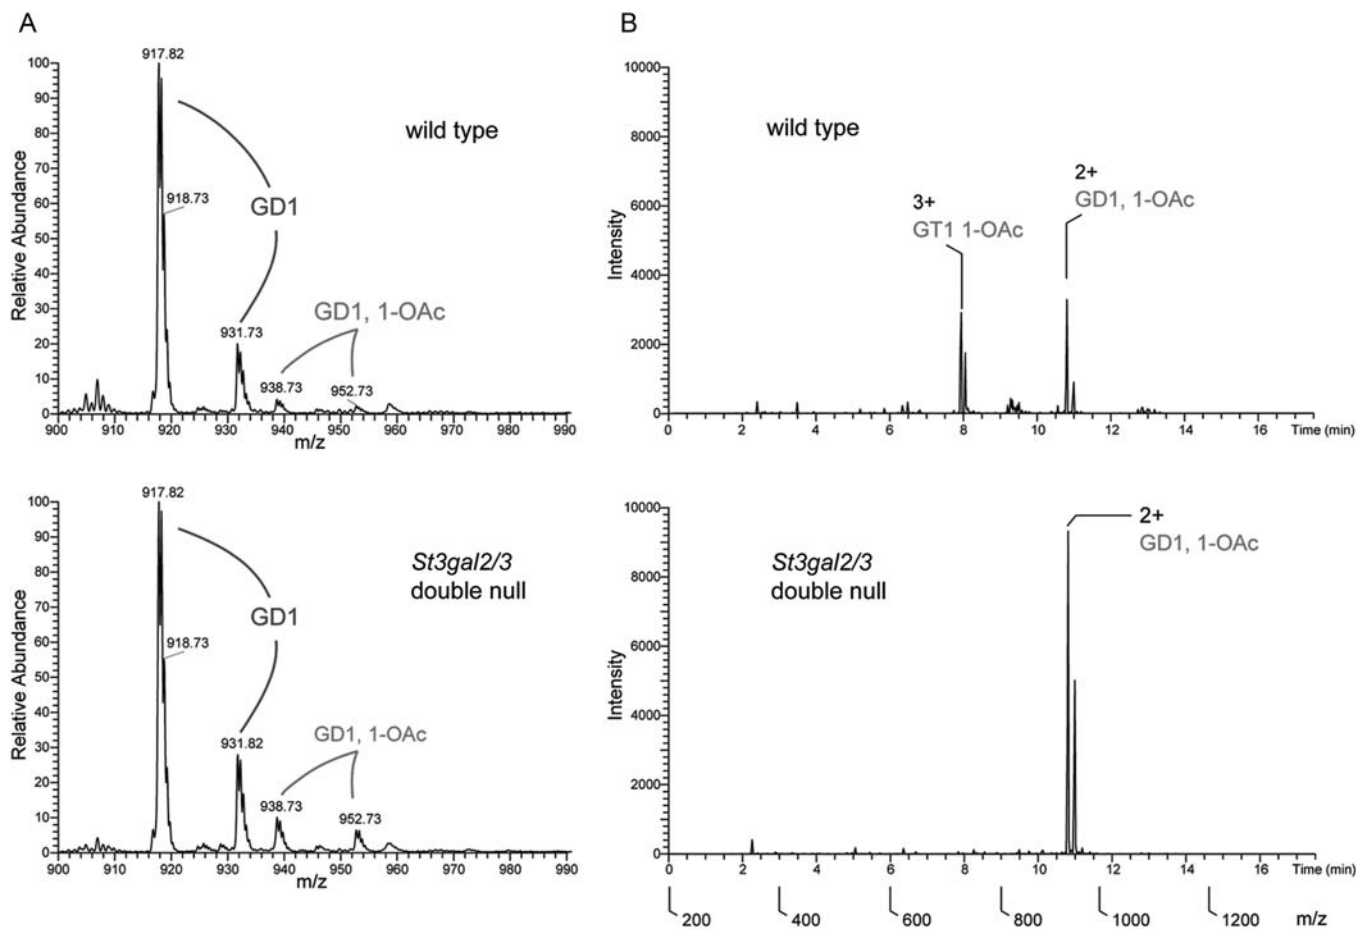 A
917.82
100
90
80
70
60
50
40
30
20
10
0
Relative Abundance
wild type
918.73
GD1
931.73
GD1, 1-OAc
938.73
952.73
900 910 920 930 940 950 960 970 980 990
m/z
B
10000
8000
6000
4000
2000
0
Intensity
wild type
3+
GT1 1-OAc
2+
GD1, 1-OAc
0 2 4 6 8 10 12 14 16 Time (min)
917.82
100
90
80
70
60
50
40
30
20
10
0
Relative Abundance
St3gal2/3
double null
918.73
GD1
931.82
GD1, 1-OAc
938.73
952.73
900 910 920 930 940 950 960 970 980 990
m/z
10000
8000
6000
4000
2000
0
Intensity
St3gal2/3
double null
2+
GD1, 1-OAc
0 2 4 6 8 10 12 14 16 Time (min)
200 400 600 800 1000 1200 m/z